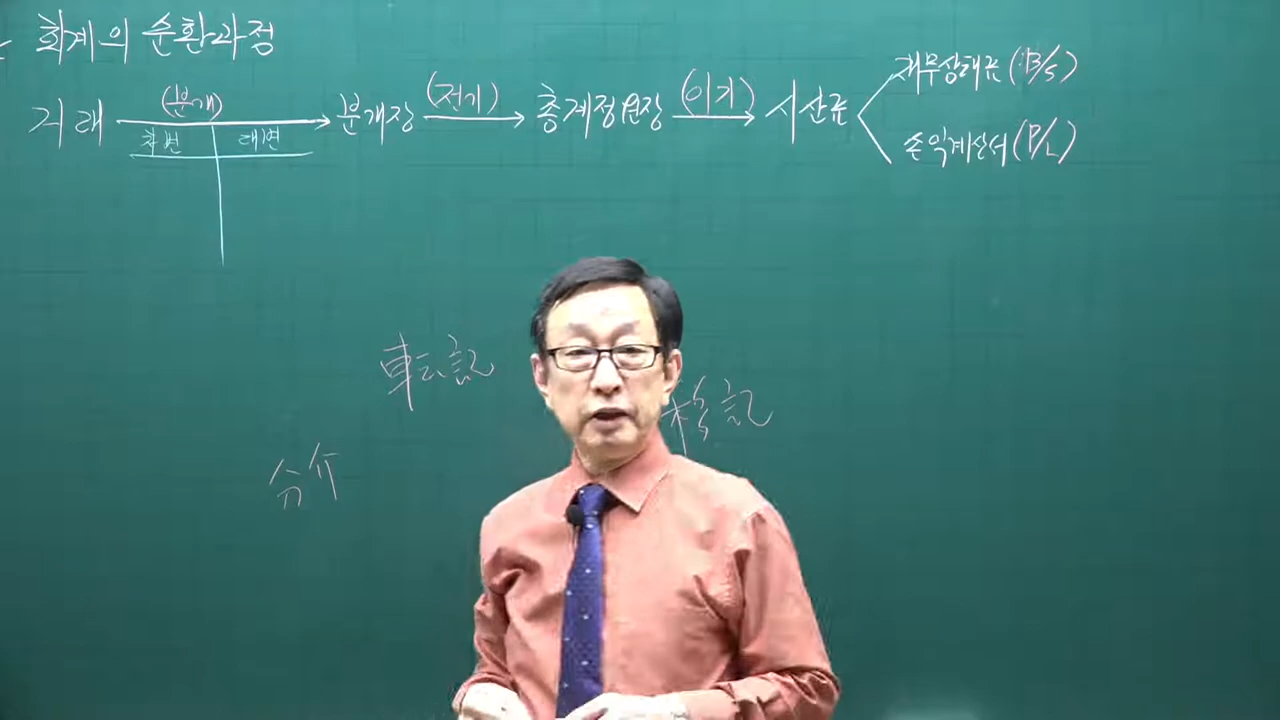 회계의 순환과정
거래 (분개) 분개장 (전기) 총계정원장 (이기) 시산표
차변 대변
재무상태표 (B/S)
손익계산서 (P/L)
転記
移記
分介